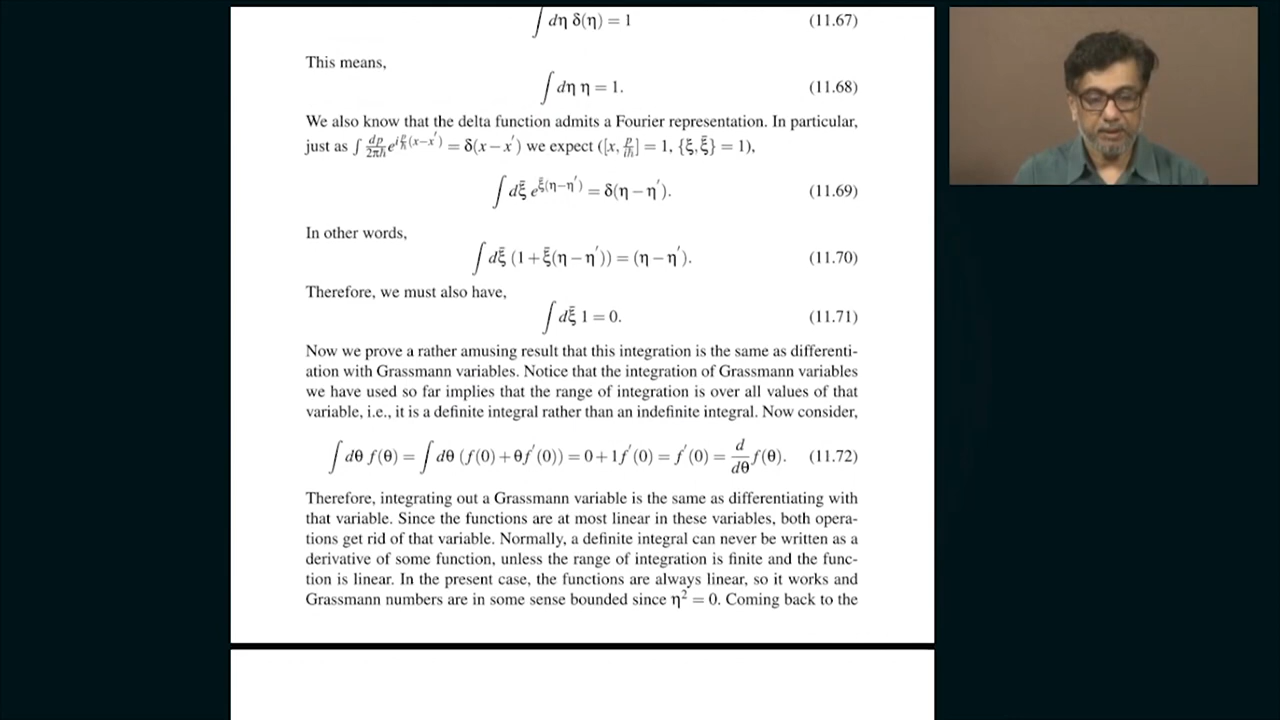 ∫ dη δ(η) = 1 (11.67)
This means,
∫ dη η = 1. (11.68)
We also know that the delta function admits a Fourier representation. In particular,
just as ∫ dp/2πħ e^{i p/ħ (x−x′)} = δ(x−x′) we expect ([x, p/iħ] = 1, {ξ, ξ̄} = 1),
∫ dξ̄ e^{ξ̄(η−η′)} = δ(η−η′). (11.69)
In other words,
∫ dξ̄ (1+ξ̄(η−η′)) = (η−η′). (11.70)
Therefore, we must also have,
∫ dξ̄ 1 = 0. (11.71)
Now we prove a rather amusing result that this integration is the same as differenti-
ation with Grassmann variables. Notice that the integration of Grassmann variables
we have used so far implies that the range of integration is over all values of that
variable, i.e., it is a definite integral rather than an indefinite integral. Now consider,
∫ dθ f(θ) = ∫ dθ (f(0)+θf′(0)) = 0+1f′(0) = f′(0) = d/dθ f(θ). (11.72)
Therefore, integrating out a Grassmann variable is the same as differentiating with
that variable. Since the functions are at most linear in these variables, both opera-
tions get rid of that variable. Normally, a definite integral can never be written as a
derivative of some function, unless the range of integration is finite and the func-
tion is linear. In the present case, the functions are always linear, so it works and
Grassmann numbers are in some sense bounded since η² = 0. Coming back to the